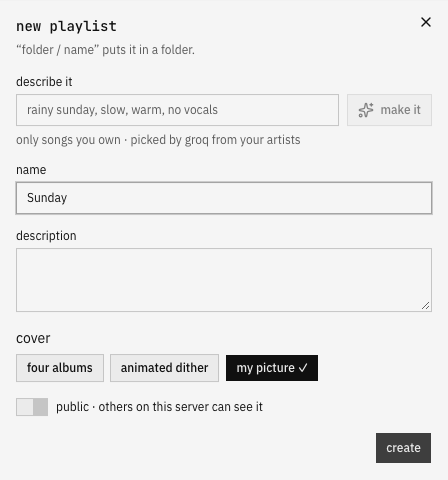 new playlist
“folder / name” puts it in a folder.
describe it
rainy sunday, slow, warm, no vocals
make it
only songs you own · picked by groq from your artists
name
Sunday
description
cover
four albums
animated dither
my picture ✓
public · others on this server can see it
create